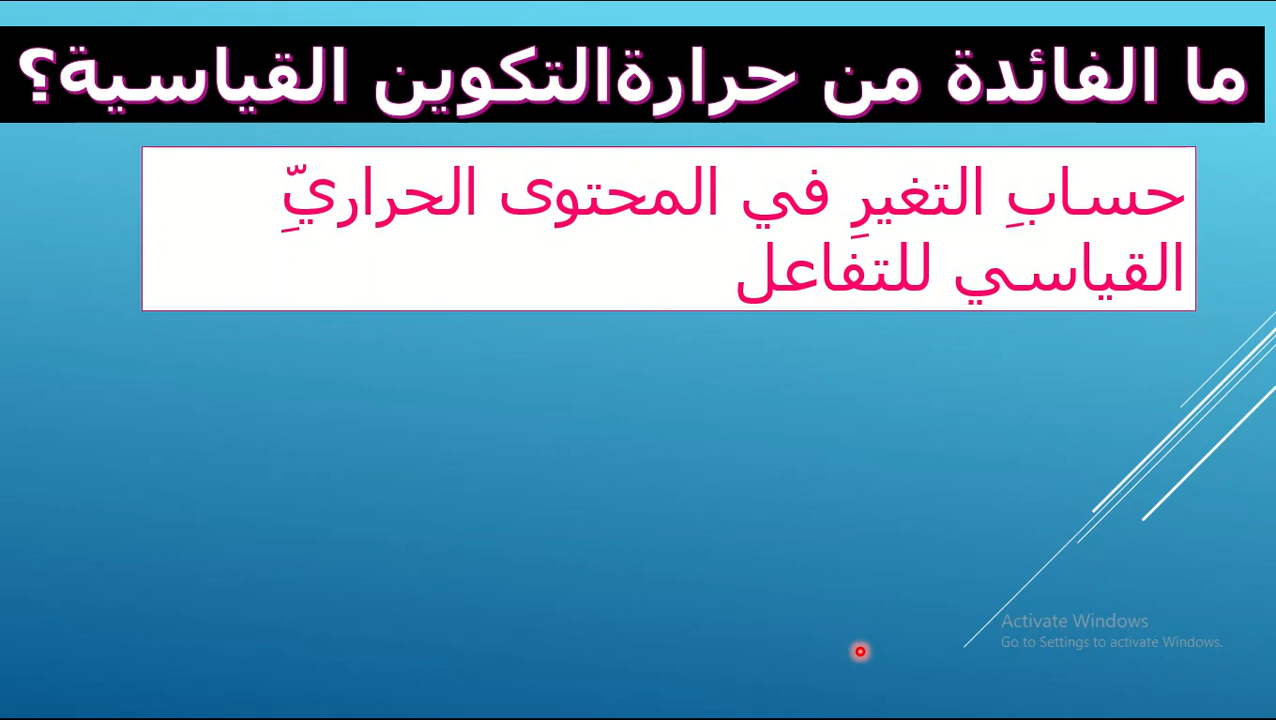 ما الفائدة من حرارةالتكوين القياسية؟
حسابِ التغيرِ في المحتوى الحراريِّ
القياسي للتفاعل
Activate Windows
Go to Settings to activate Windows.